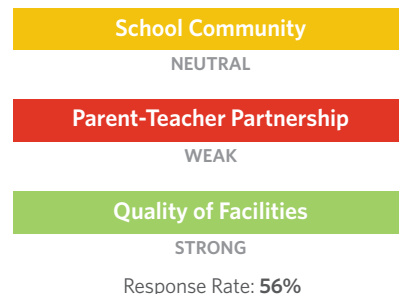 School Community
NEUTRAL
Parent-Teacher Partnership
WEAK
Quality of Facilities
STRONG
Response Rate: 56%